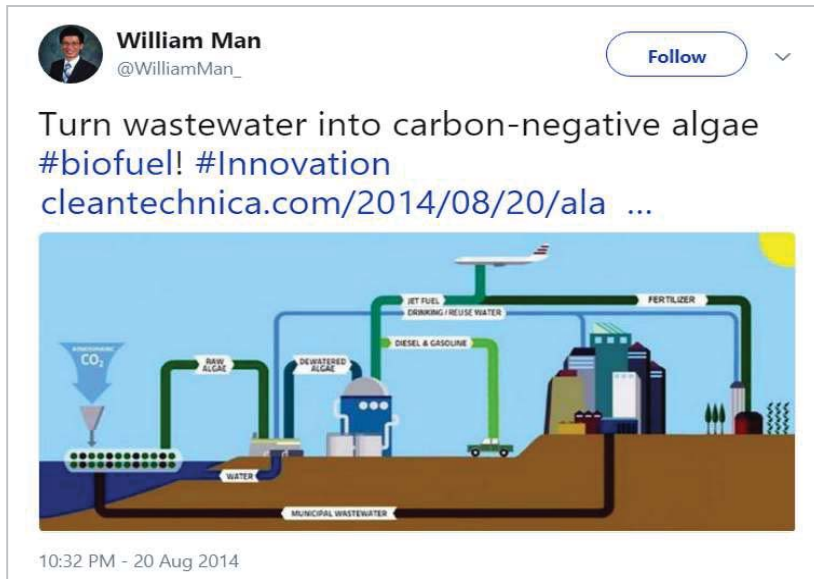 William Man
@WilliamMan_
Follow
Turn wastewater into carbon-negative algae
#biofuel! #Innovation
cleantechnica.com/2014/08/20/ala ...
JET FUEL
FERTILIZER
DRINKING / REUSE WATER
ATMOSPHERIC
CO₂
RAW
ALGAE
DEWATERED
ALGAE
DIESEL & GASOLINE
WATER
MUNICIPAL WASTEWATER
10:32 PM - 20 Aug 2014